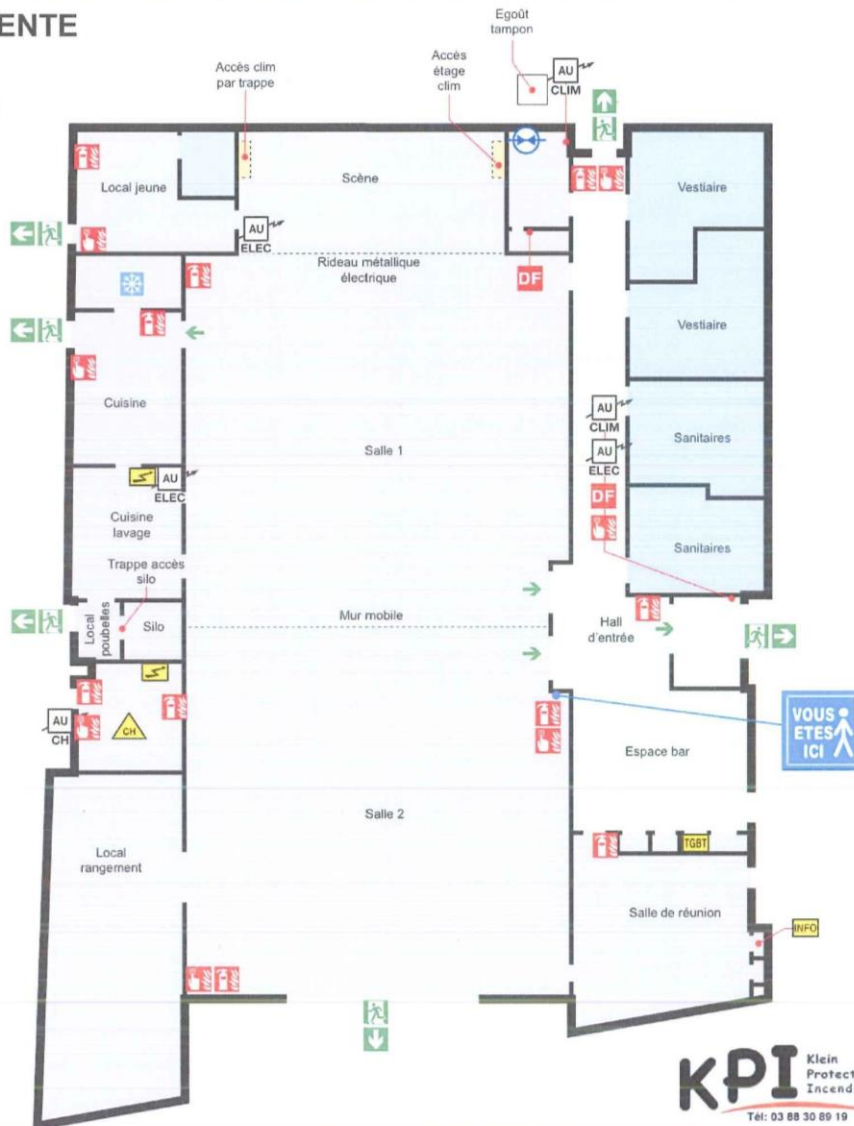 ENTE
Egoût
tampon
AU
CLIM
Accès clim
par trappe
Accès
étage
clim
Local jeune
Scène
Vestiaire
AU
ELEC
Rideau métallique
électrique
DF
Vestiaire
Cuisine
AU
CLIM
Sanitaires
Salle 1
AU
ELEC
AU
ELEC
DF
Cuisine
lavage
Sanitaires
Trappe accès
silo
Local
poubelles
Silo
Mur mobile
Hall
d'entrée
AU
CH
CH
VOUS
ETES
ICI
Espace bar
Salle 2
TGBT
Local
rangement
Salle de réunion
INFO
KPI
Klein
Protect
Incend
Tél: 03 88 30 89 19